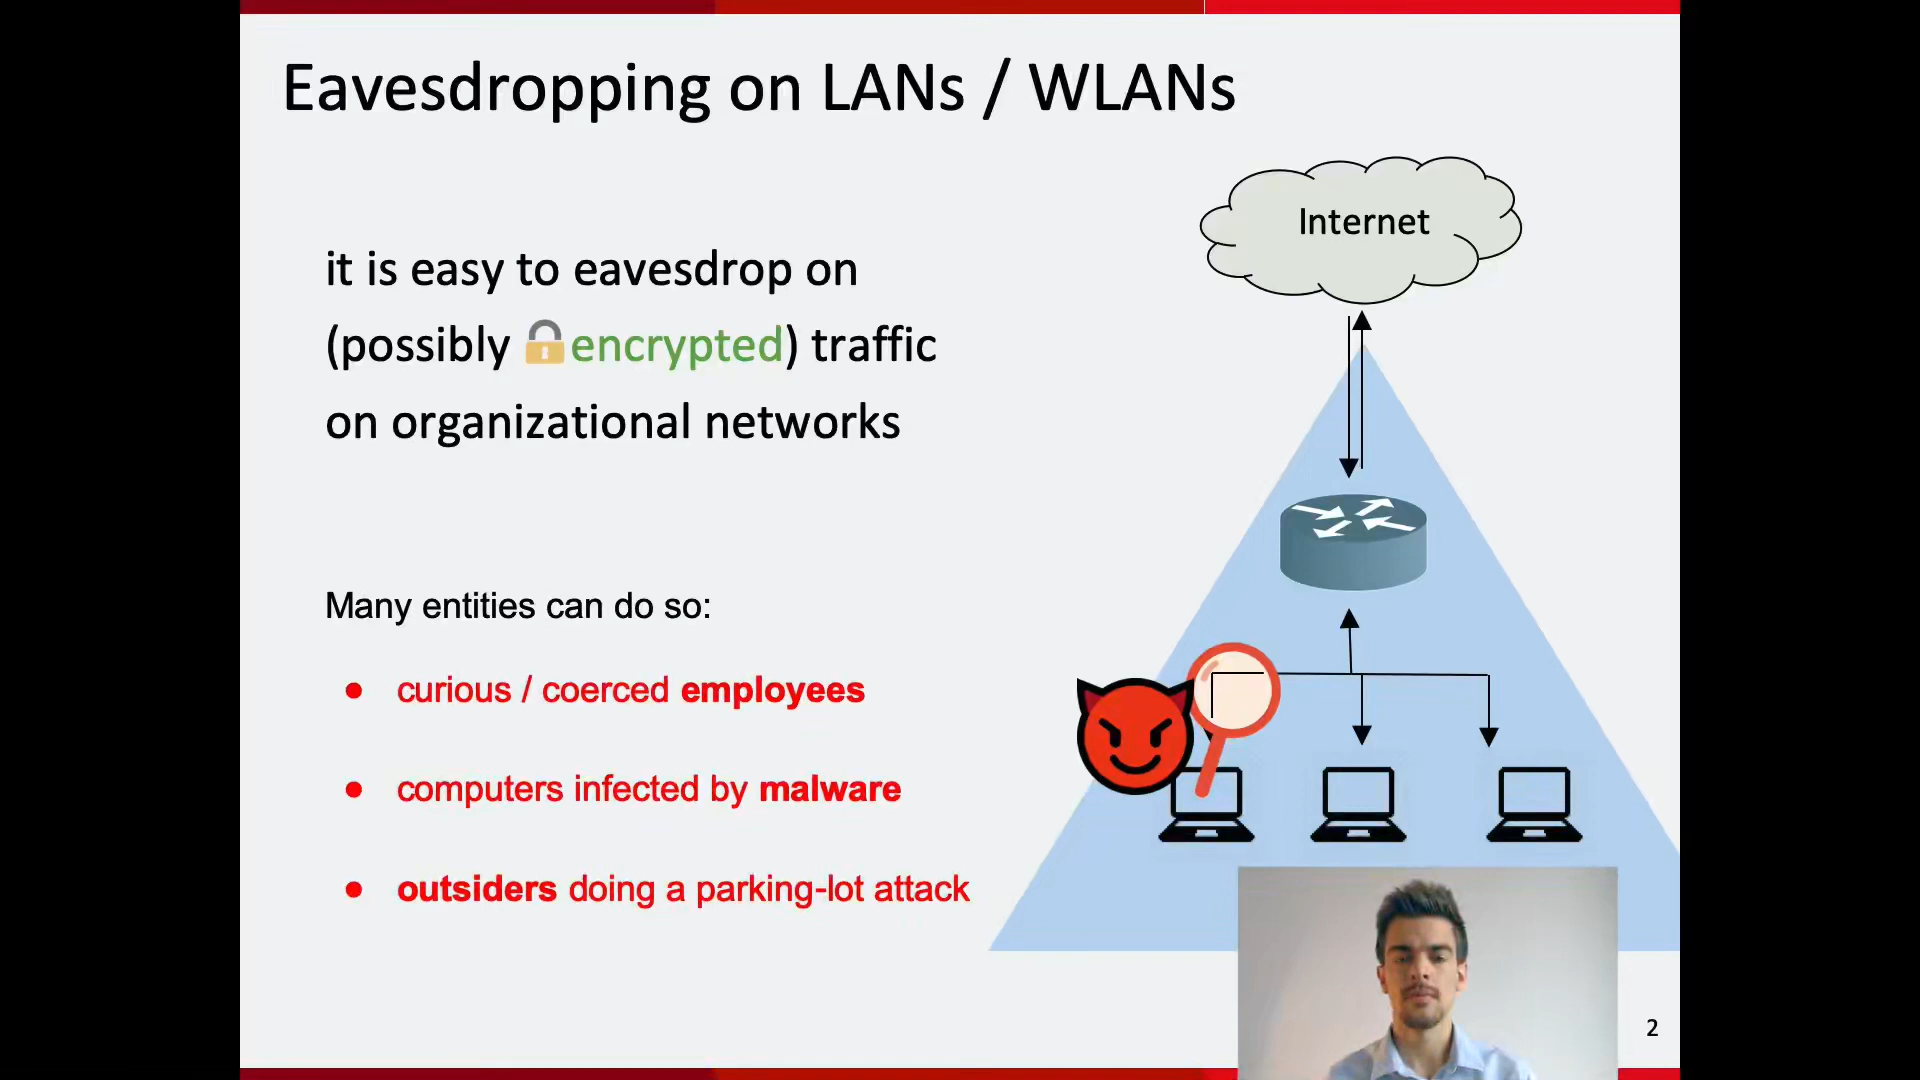 Eavesdropping on LANs / WLANs
Internet
it is easy to eavesdrop on
(possibly 🔒encrypted) traffic
on organizational networks
Many entities can do so:
● curious / coerced employees
● computers infected by malware
● outsiders doing a parking-lot attack
2